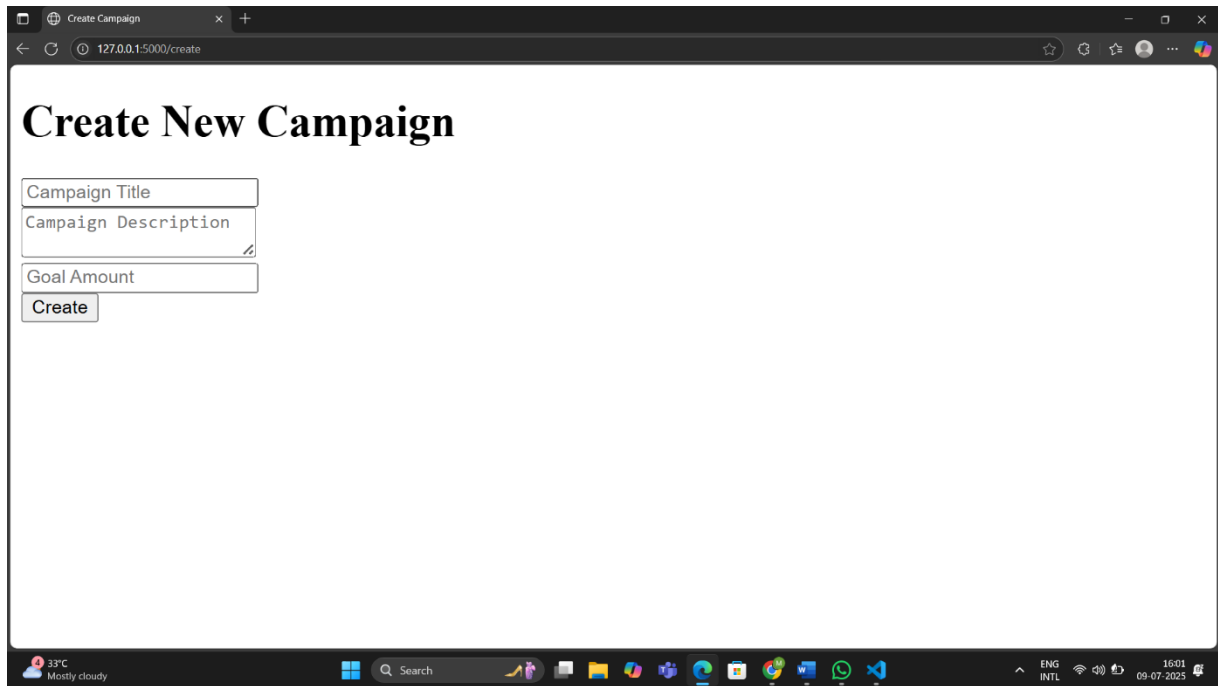 Create Campaign
127.0.0.1:5000/create
Create New Campaign
Campaign Title
Campaign Description
Goal Amount
Create
4
33°C
Mostly cloudy
Search
ENG
INTL
16:01
09-07-2025